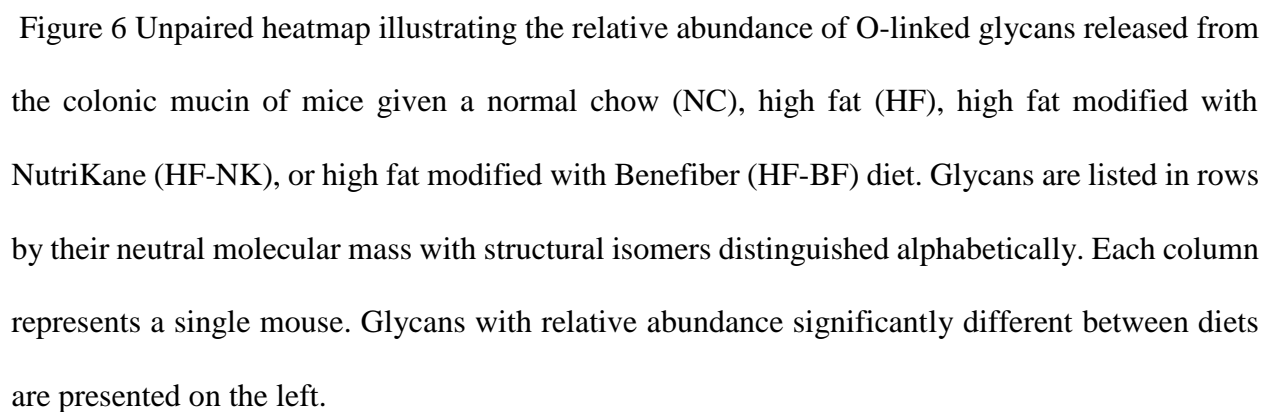 Figure 6 Unpaired heatmap illustrating the relative abundance of O-linked glycans released from
the colonic mucin of mice given a normal chow (NC), high fat (HF), high fat modified with
NutriKane (HF-NK), or high fat modified with Benefiber (HF-BF) diet. Glycans are listed in rows
by their neutral molecular mass with structural isomers distinguished alphabetically. Each column
represents a single mouse. Glycans with relative abundance significantly different between diets
are presented on the left.